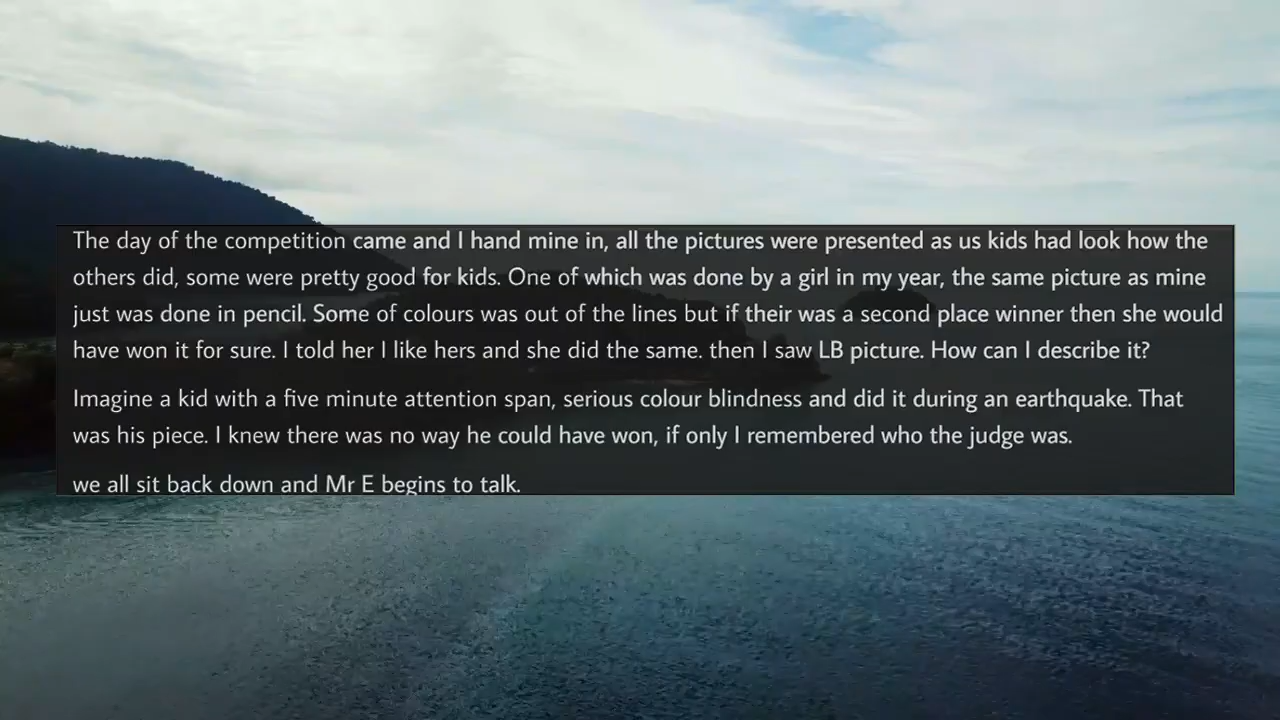 The day of the competition came and I hand mine in, all the pictures were presented as us kids had look how the
others did, some were pretty good for kids. One of which was done by a girl in my year, the same picture as mine
just was done in pencil. Some of colours was out of the lines but if their was a second place winner then she would
have won it for sure. I told her I like hers and she did the same. then I saw LB picture. How can I describe it?
Imagine a kid with a five minute attention span, serious colour blindness and did it during an earthquake. That
was his piece. I knew there was no way he could have won, if only I remembered who the judge was.
we all sit back down and Mr E begins to talk.